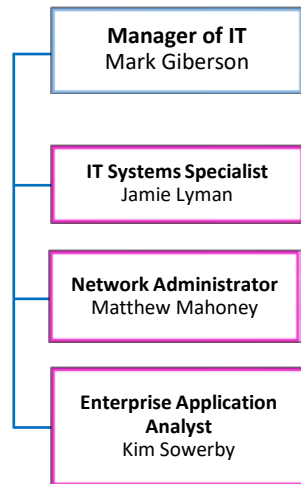 Manager of IT
Mark Giberson
IT Systems Specialist
Jamie Lyman
Network Administrator
Matthew Mahoney
Enterprise Application
Analyst
Kim Sowerby